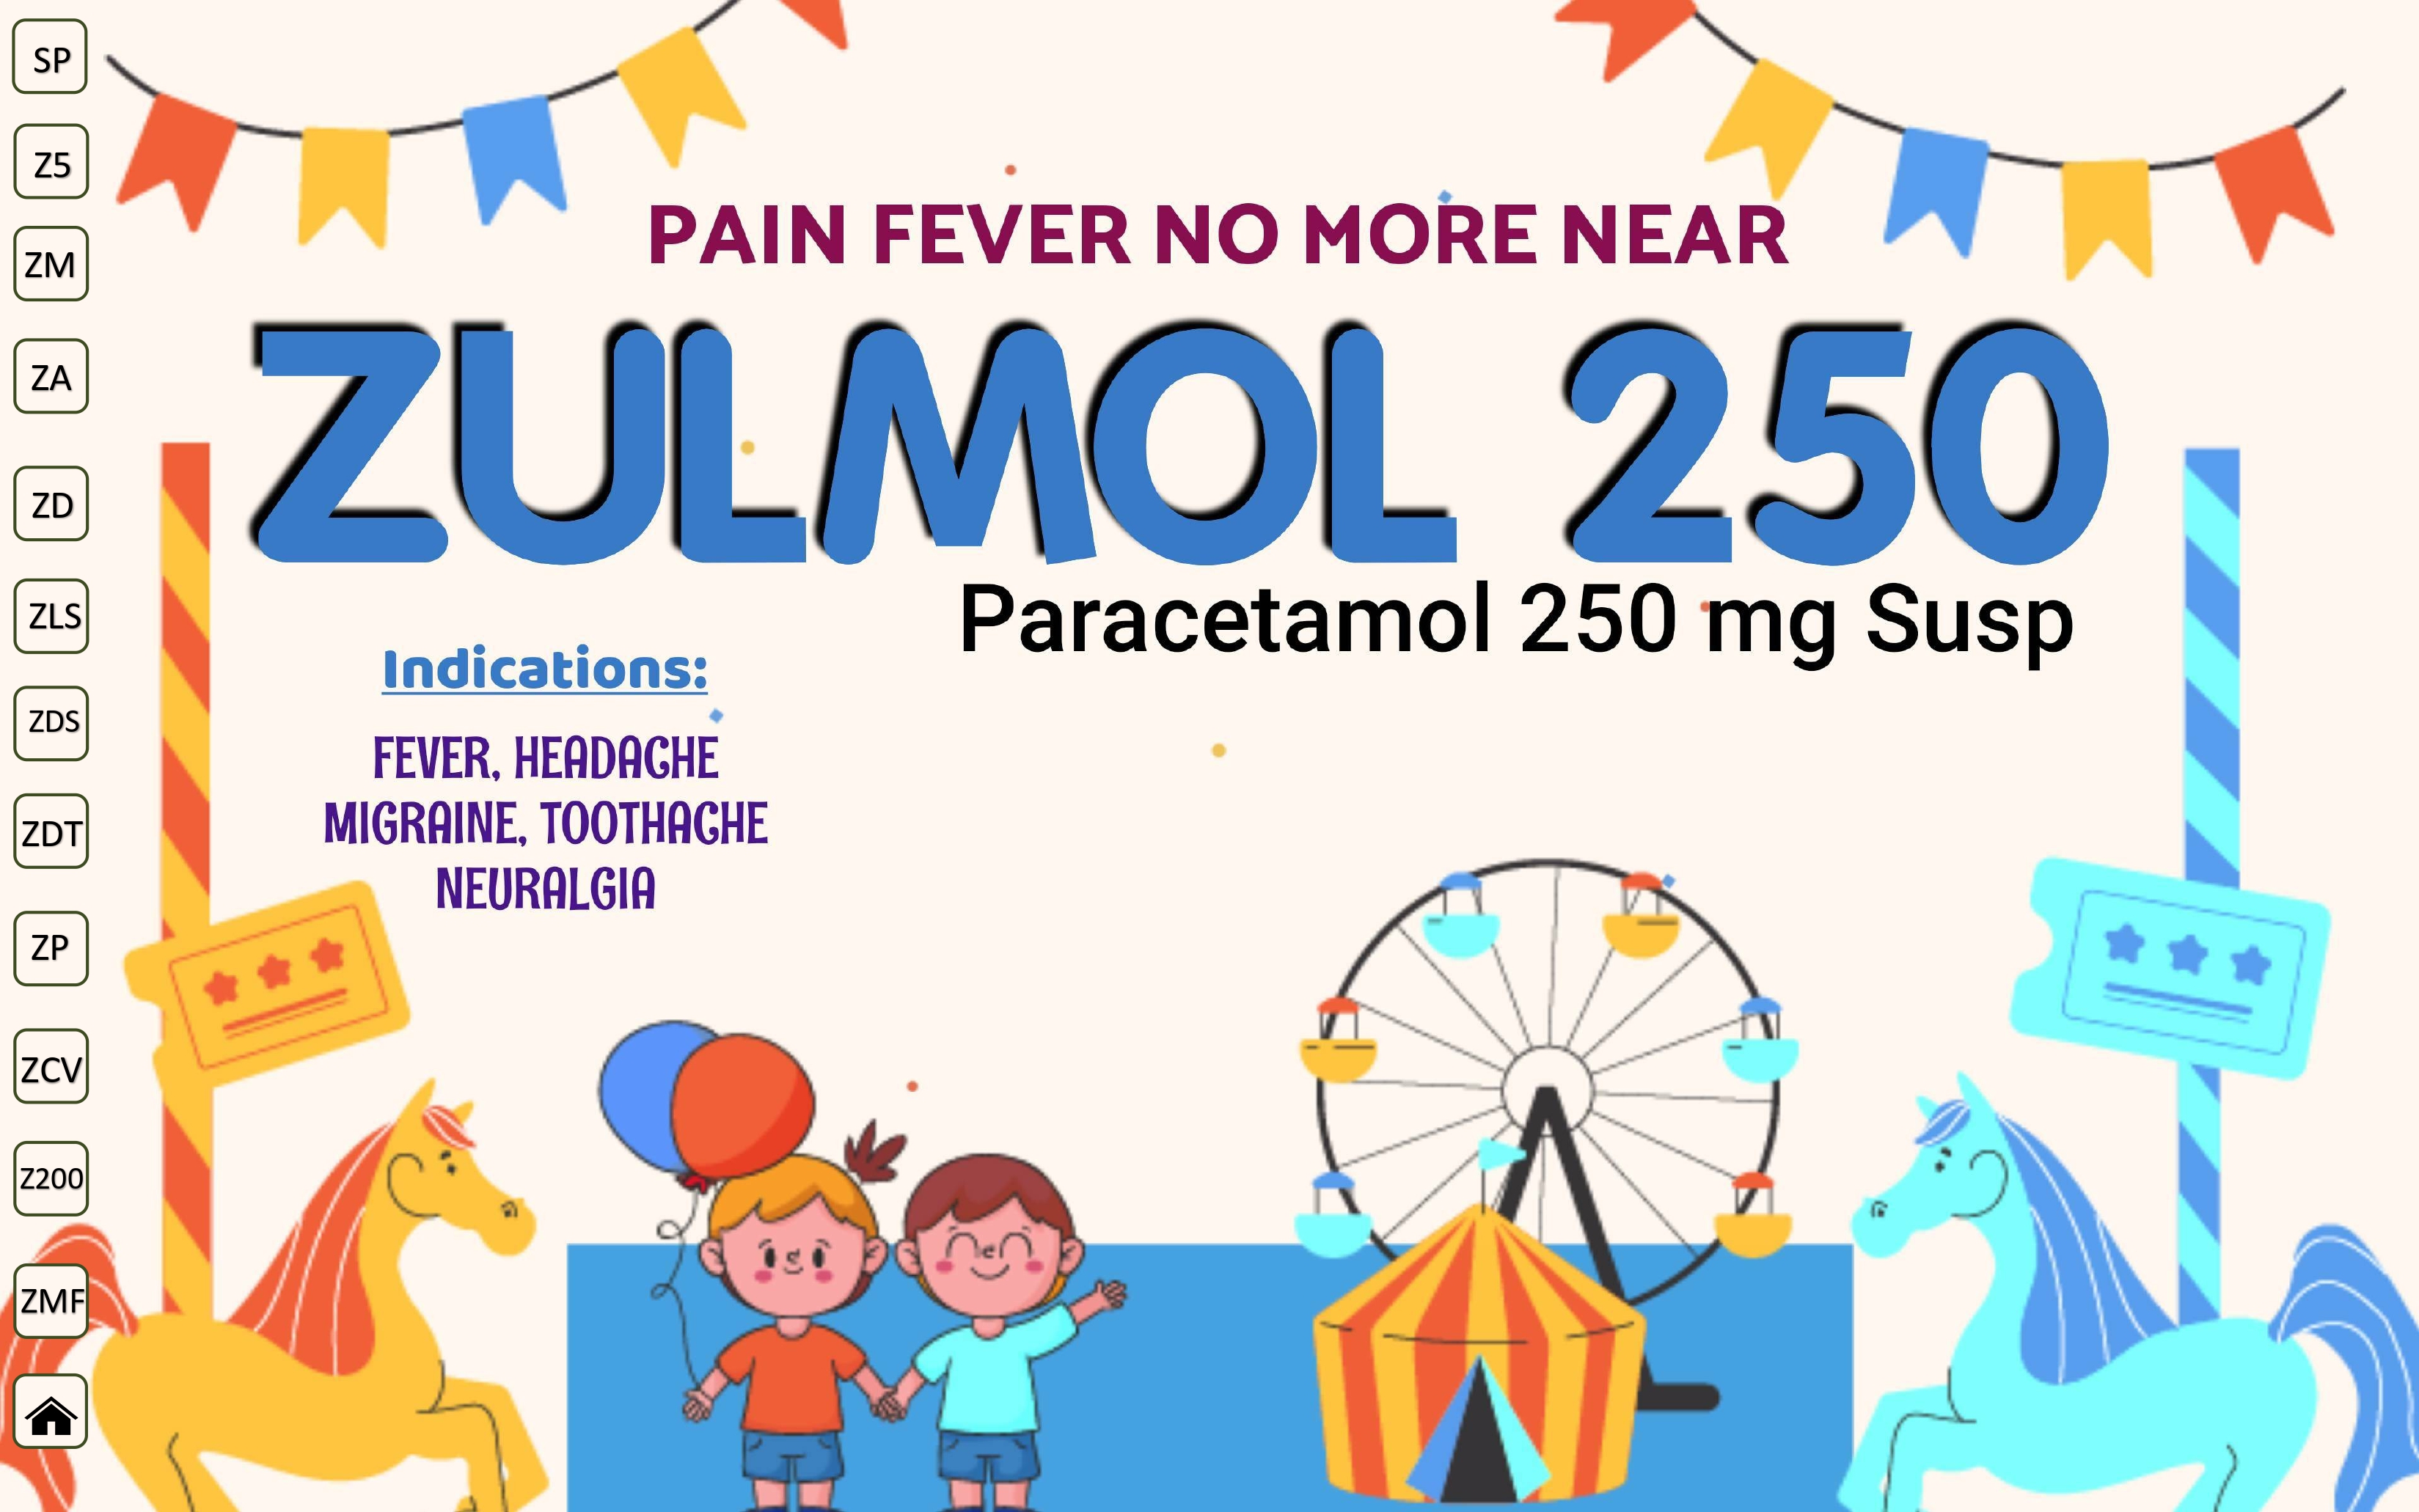 SP
Z5
ZM
ZA
ZD
ZLS
ZDS
ZDT
ZP
ZCV
Z200
ZMF
PAIN FEVER NO MORE NEAR
ZULMOL 250
Paracetamol 250 mg Susp
Indications:
FEVER, HEADACHE
MIGRAINE, TOOTHACHE
NEURALGIA